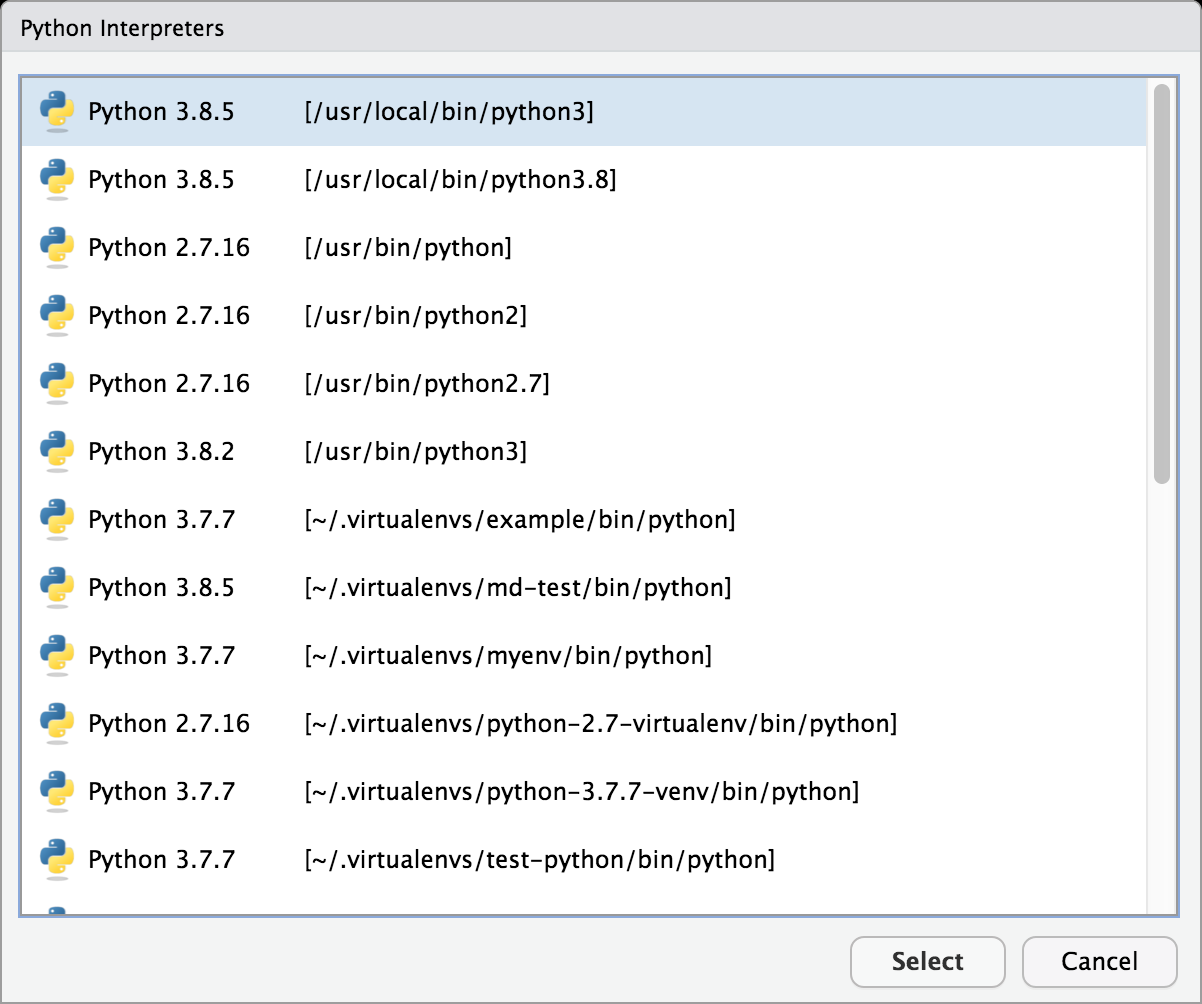 Python Interpreters
Python 3.8.5 [/usr/local/bin/python3]
Python 3.8.5 [/usr/local/bin/python3.8]
Python 2.7.16 [/usr/bin/python]
Python 2.7.16 [/usr/bin/python2]
Python 2.7.16 [/usr/bin/python2.7]
Python 3.8.2 [/usr/bin/python3]
Python 3.7.7 [~/.virtualenvs/example/bin/python]
Python 3.8.5 [~/.virtualenvs/md-test/bin/python]
Python 3.7.7 [~/.virtualenvs/myenv/bin/python]
Python 2.7.16 [~/.virtualenvs/python-2.7-virtualenv/bin/python]
Python 3.7.7 [~/.virtualenvs/python-3.7.7-venv/bin/python]
Python 3.7.7 [~/.virtualenvs/test-python/bin/python]
Select Cancel